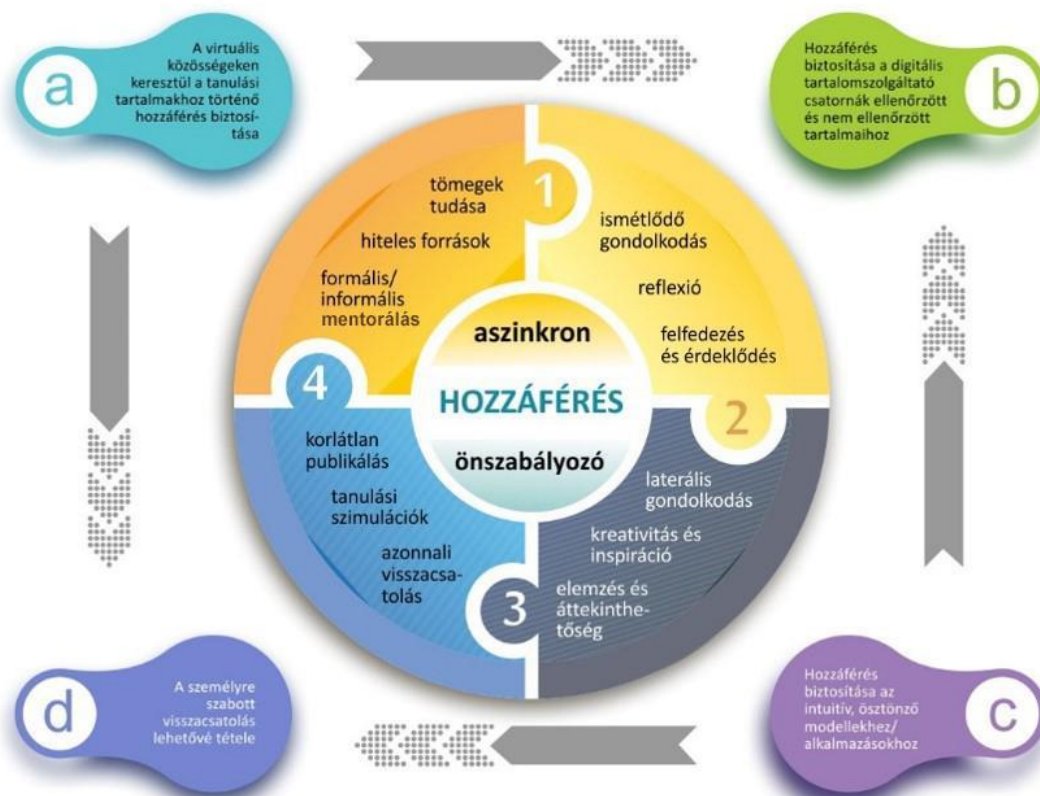 a
A virtuális
közösségeken
keresztül a tanulási
tartalmakhoz történő
hozzáférés biztosí-
tása
Hozzáférés
biztosítása a digitális
tartalomszolgáltató
csatornák ellenőrzött
és nem ellenőrzött
tartalmaihoz
b
1
tömegek
tudása
hiteles források
formális/
informális
mentorálás
ismétlődő
gondolkodás
reflexió
felfedezés
és érdeklődés
aszinkron
HOZZÁFÉRÉS
önszabályozó
4
2
korlátlan
publikálás
tanulási
szimulációk
azonnali
visszacsa-
tolás
laterális
gondolkodás
kreativitás és
inspiráció
elemzés és
áttekinthe-
tőség
3
d
A személyre
szabott
visszacsatolás
lehetővé tétele
Hozzáférés
biztosítása az
intuitív, ösztönző
modellekhez/
alkalmazásokhoz
c